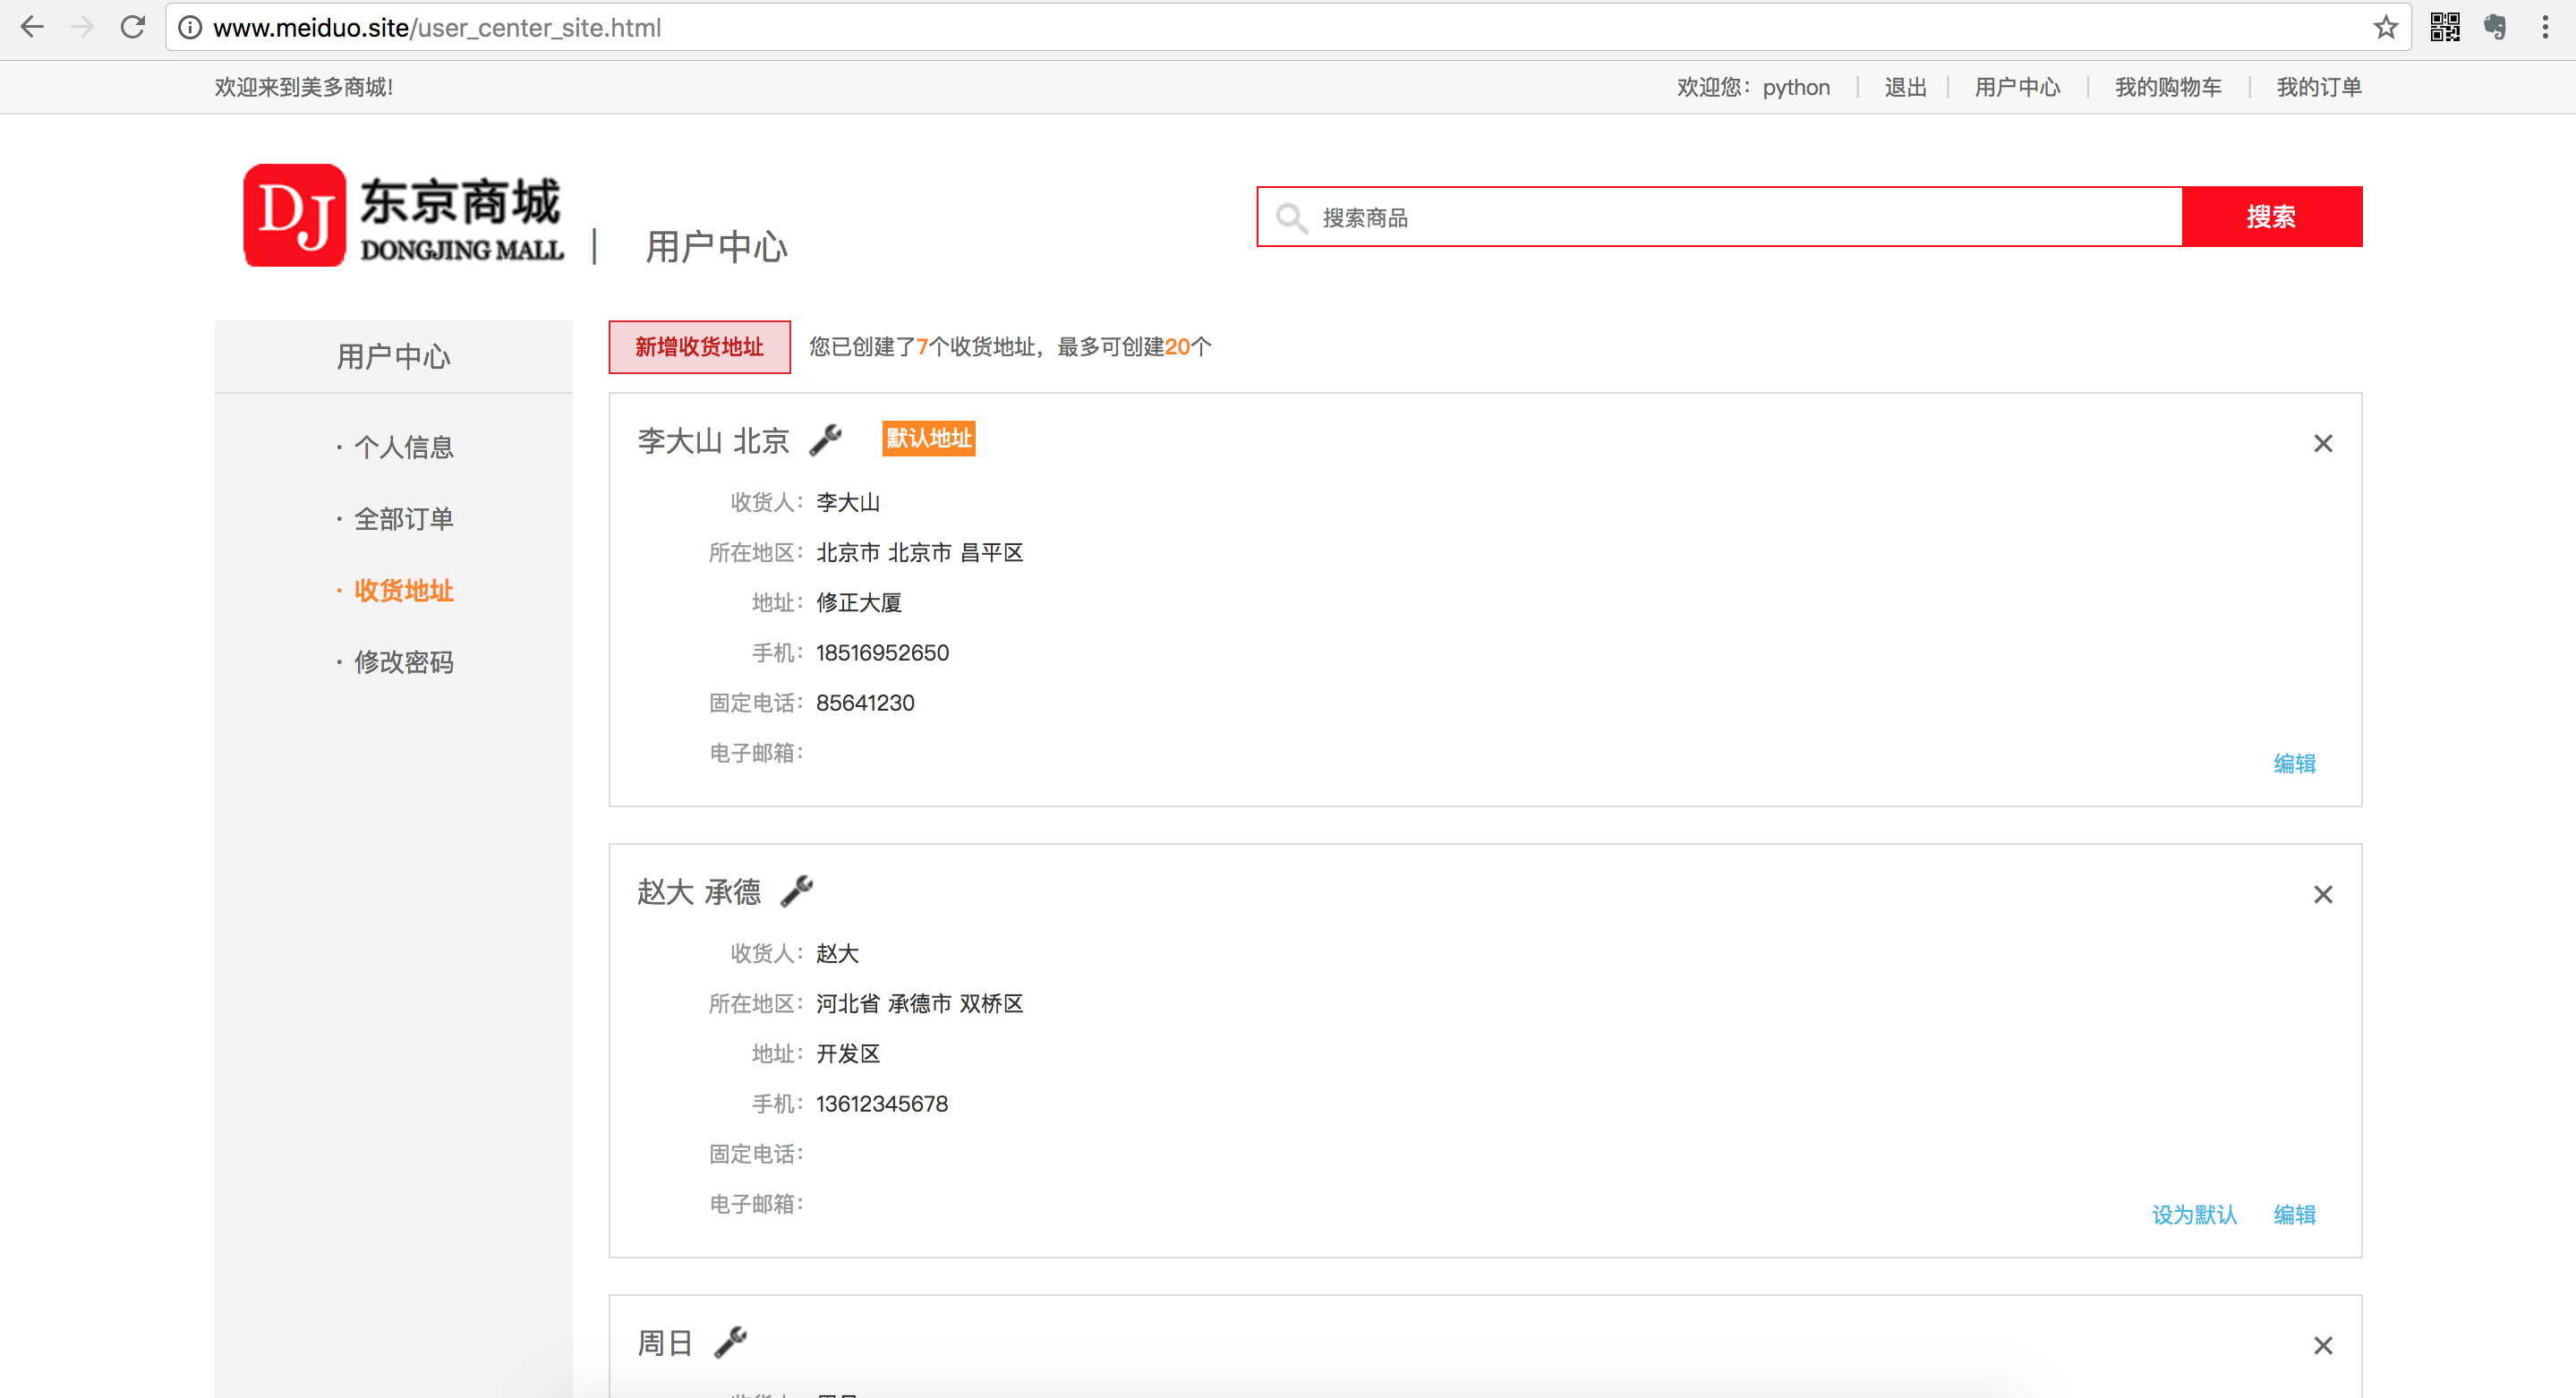 www.meiduo.site/user_center_site.html
欢迎来到美多商城!
欢迎您：python | 退出 | 用户中心 | 我的购物车 | 我的订单
DJ 东京商城
DONGJING MALL | 用户中心
搜索商品 搜索
用户中心
· 个人信息
· 全部订单
· 收货地址
· 修改密码
新增收货地址 您已创建了7个收货地址，最多可创建20个
李大山 北京 默认地址
收货人：李大山
所在地区：北京市 北京市 昌平区
地址：修正大厦
手机：18516952650
固定电话：85641230
电子邮箱：
编辑
赵大 承德
收货人：赵大
所在地区：河北省 承德市 双桥区
地址：开发区
手机：13612345678
固定电话：
电子邮箱：
设为默认 编辑
周日